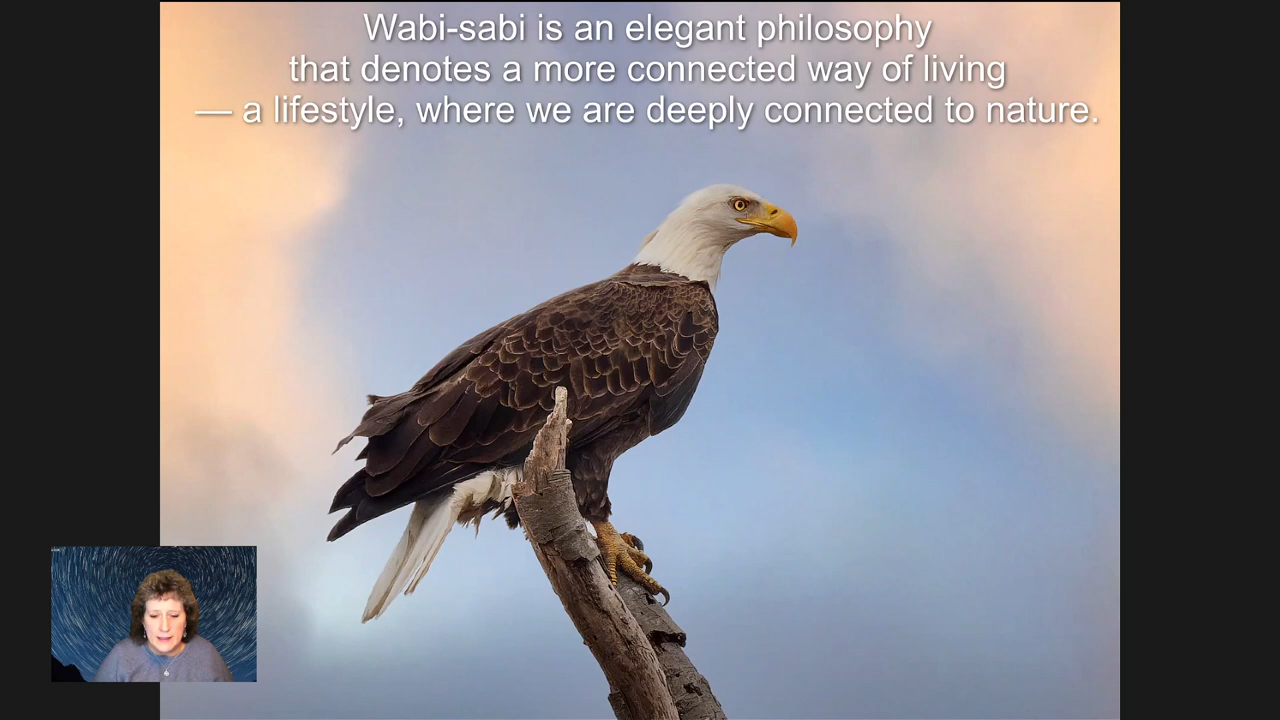 Wabi-sabi is an elegant philosophy
that denotes a more connected way of living
— a lifestyle, where we are deeply connected to nature.